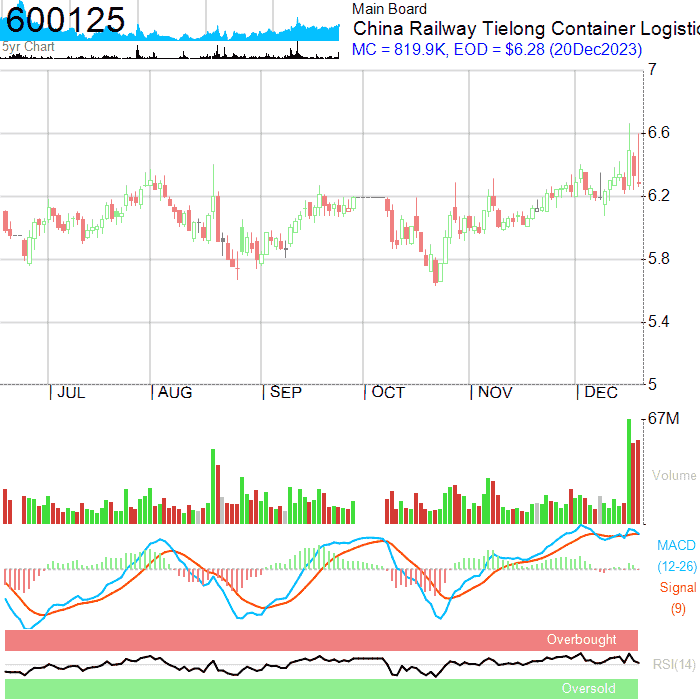 600125
5yr Chart
Main Board
China Railway Tielong Container Logistic
MC = 819.9K, EOD = $6.28 (20Dec2023)
7
6.6
6.2
5.8
5.4
5
JUL AUG SEP OCT NOV DEC
67M
Volume
MACD
(12-26)
Signal
(9)
Overbought
RSI(14)
Oversold